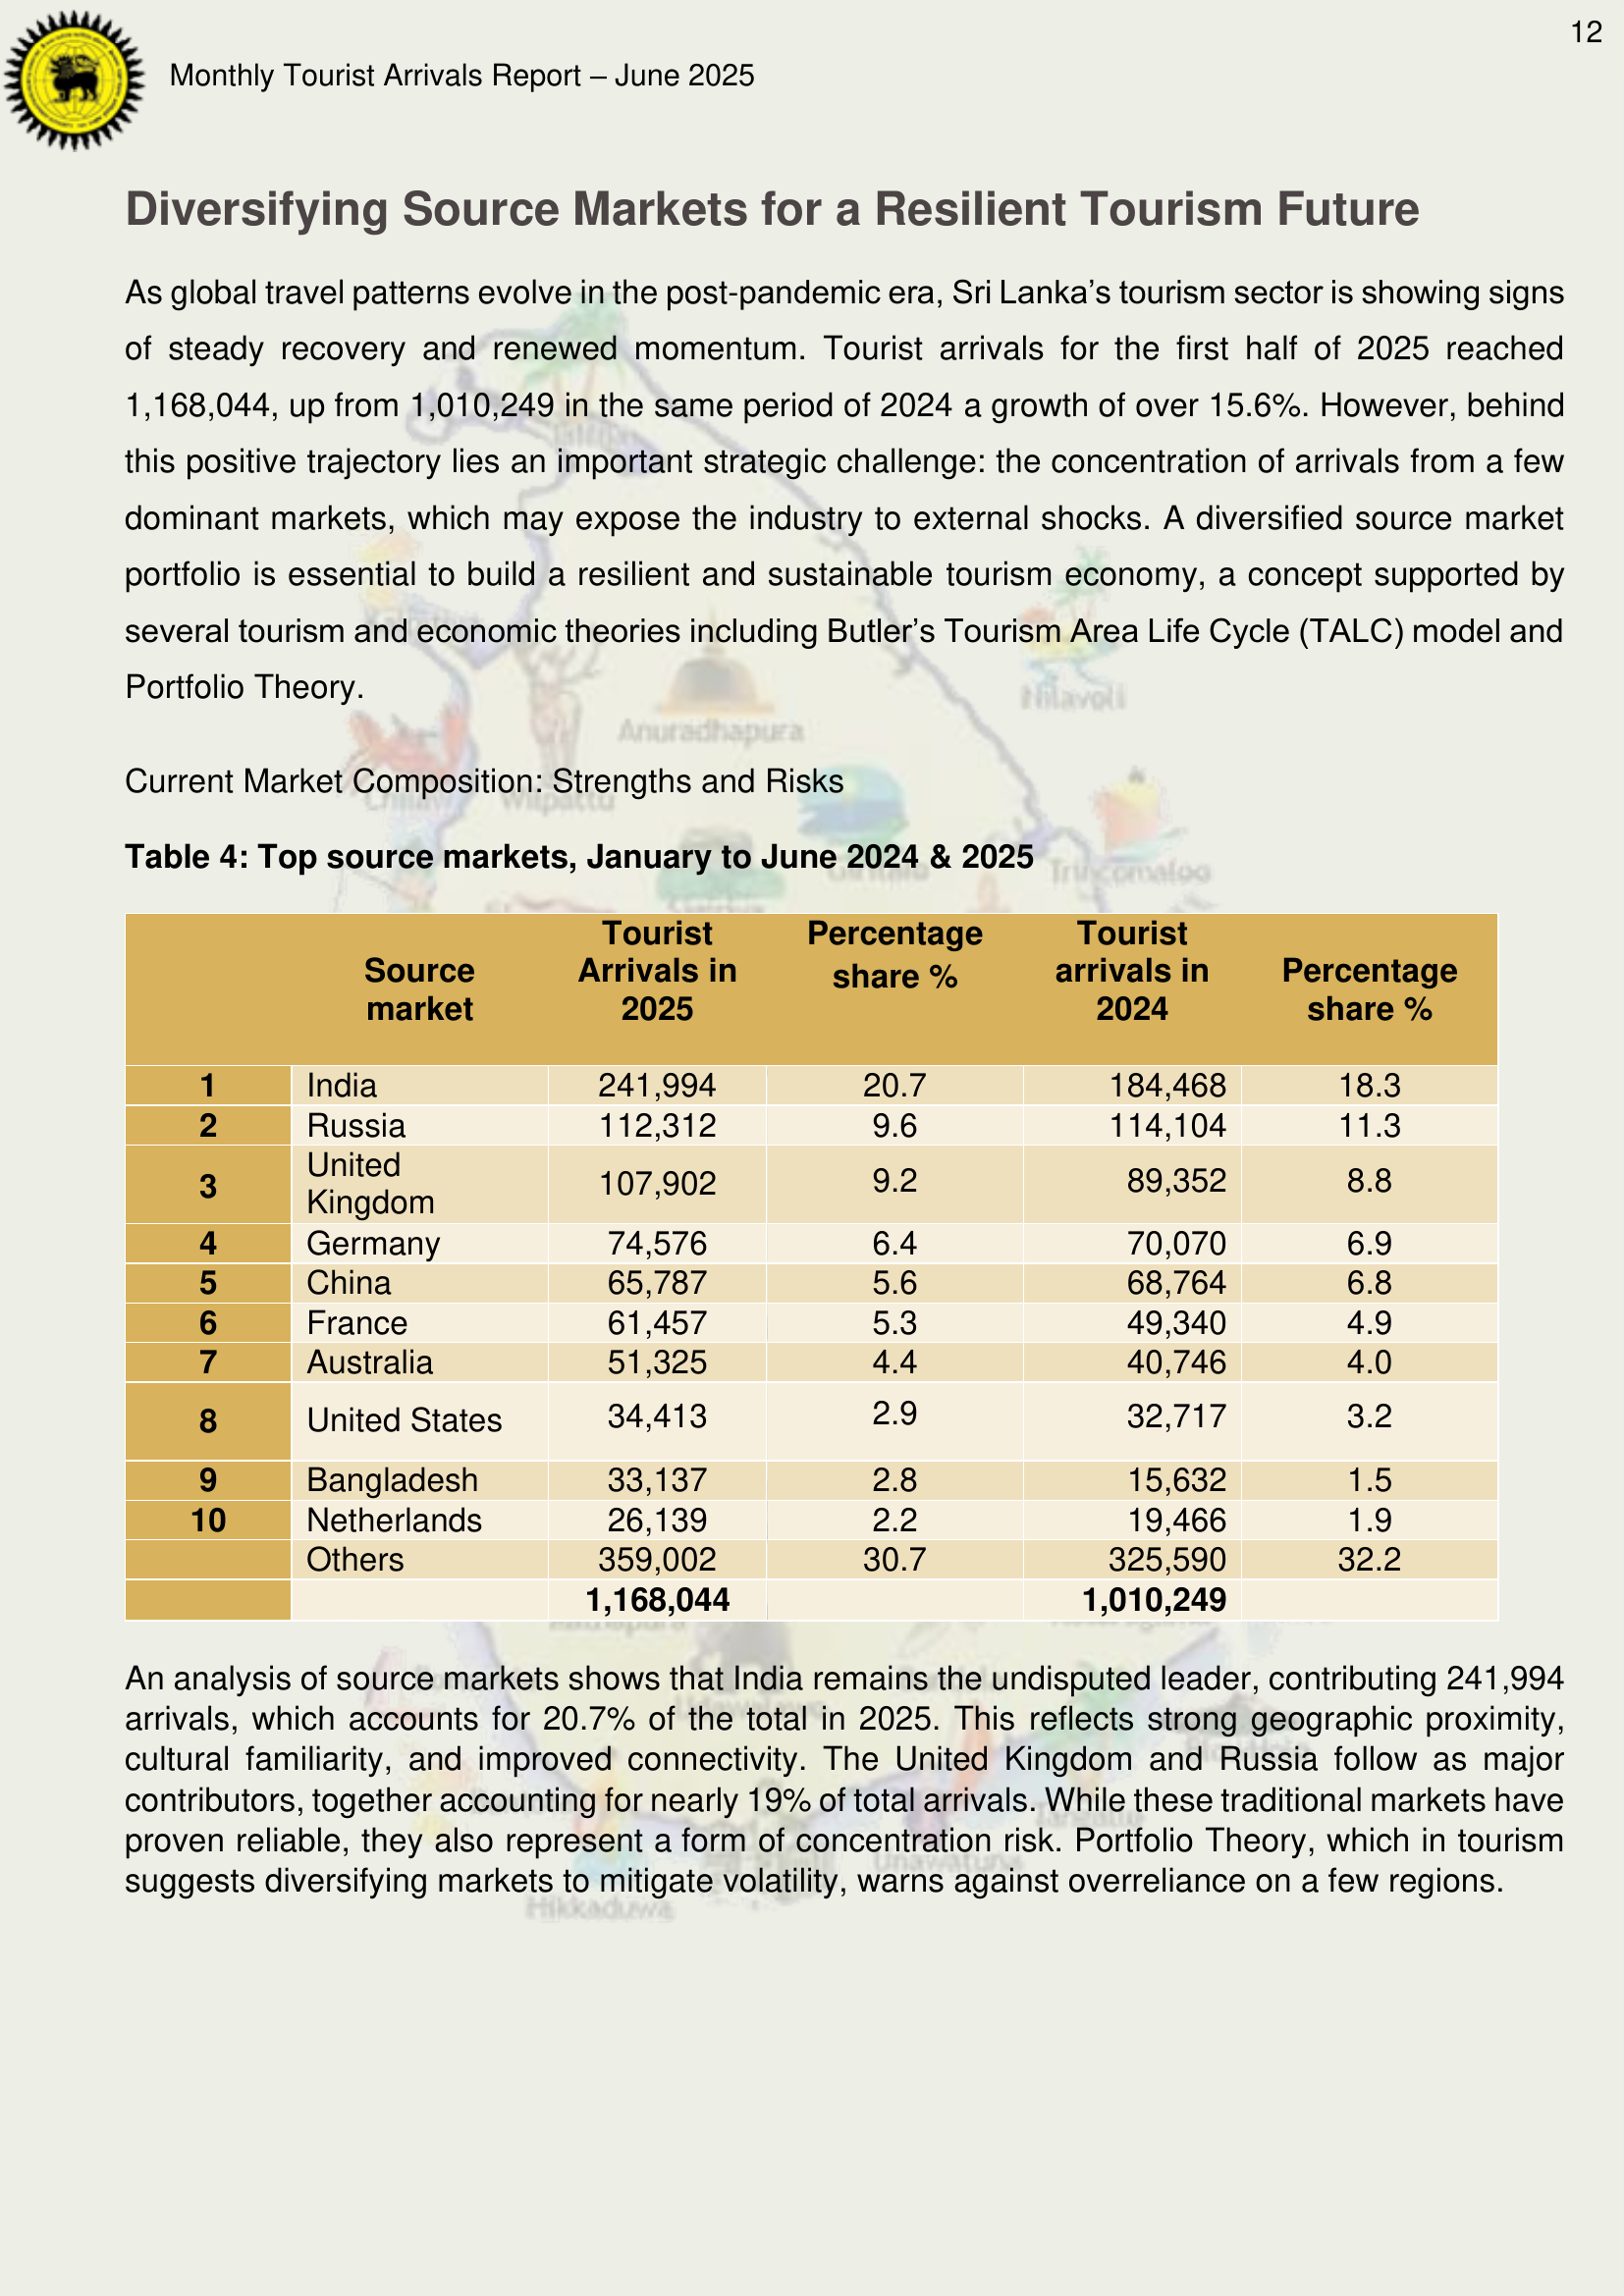 12
Monthly Tourist Arrivals Report – June 2025
Diversifying Source Markets for a Resilient Tourism Future
As global travel patterns evolve in the post-pandemic era, Sri Lanka’s tourism sector is showing signs
of steady recovery and renewed momentum. Tourist arrivals for the first half of 2025 reached
1,168,044, up from 1,010,249 in the same period of 2024 a growth of over 15.6%. However, behind
this positive trajectory lies an important strategic challenge: the concentration of arrivals from a few
dominant markets, which may expose the industry to external shocks. A diversified source market
portfolio is essential to build a resilient and sustainable tourism economy, a concept supported by
several tourism and economic theories including Butler’s Tourism Area Life Cycle (TALC) model and
Portfolio Theory.
Nilavoli
Anuradhapura
Current Market Composition: Strengths and Risks
Wilpattu
Table 4: Top source markets, January to June 2024 & 2025
Trincomaloo
Source market Tourist Arrivals in 2025 Percentage share % Tourist arrivals in 2024 Percentage share %
1 India 241,994 20.7 184,468 18.3
2 Russia 112,312 9.6 114,104 11.3
3 United Kingdom 107,902 9.2 89,352 8.8
4 Germany 74,576 6.4 70,070 6.9
5 China 65,787 5.6 68,764 6.8
6 France 61,457 5.3 49,340 4.9
7 Australia 51,325 4.4 40,746 4.0
8 United States 34,413 2.9 32,717 3.2
9 Bangladesh 33,137 2.8 15,632 1.5
10 Netherlands 26,139 2.2 19,466 1.9
Others 359,002 30.7 325,590 32.2
1,168,044 1,010,249
An analysis of source markets shows that India remains the undisputed leader, contributing 241,994
arrivals, which accounts for 20.7% of the total in 2025. This reflects strong geographic proximity,
cultural familiarity, and improved connectivity. The United Kingdom and Russia follow as major
contributors, together accounting for nearly 19% of total arrivals. While these traditional markets have
proven reliable, they also represent a form of concentration risk. Portfolio Theory, which in tourism
suggests diversifying markets to mitigate volatility, warns against overreliance on a few regions.
Unawatuna
Hikkaduwa